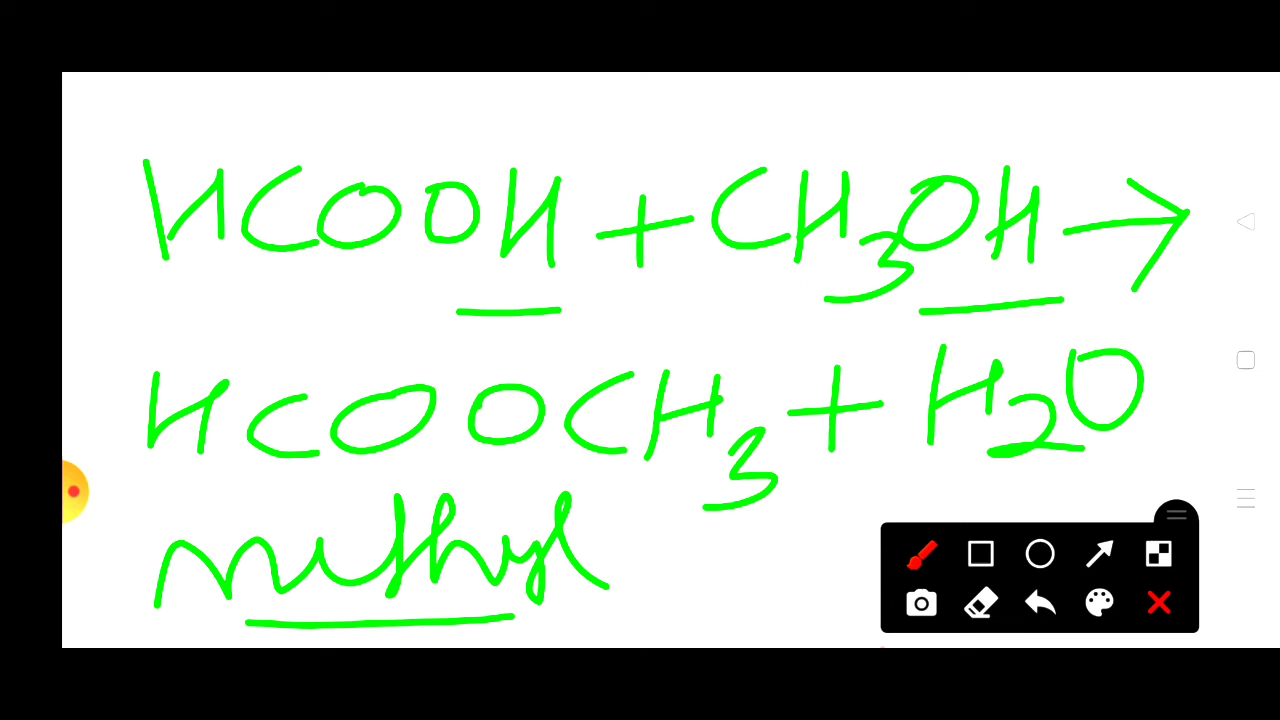 HCOOH + CH3OH →
HCOOCH3 + H2O
methyl